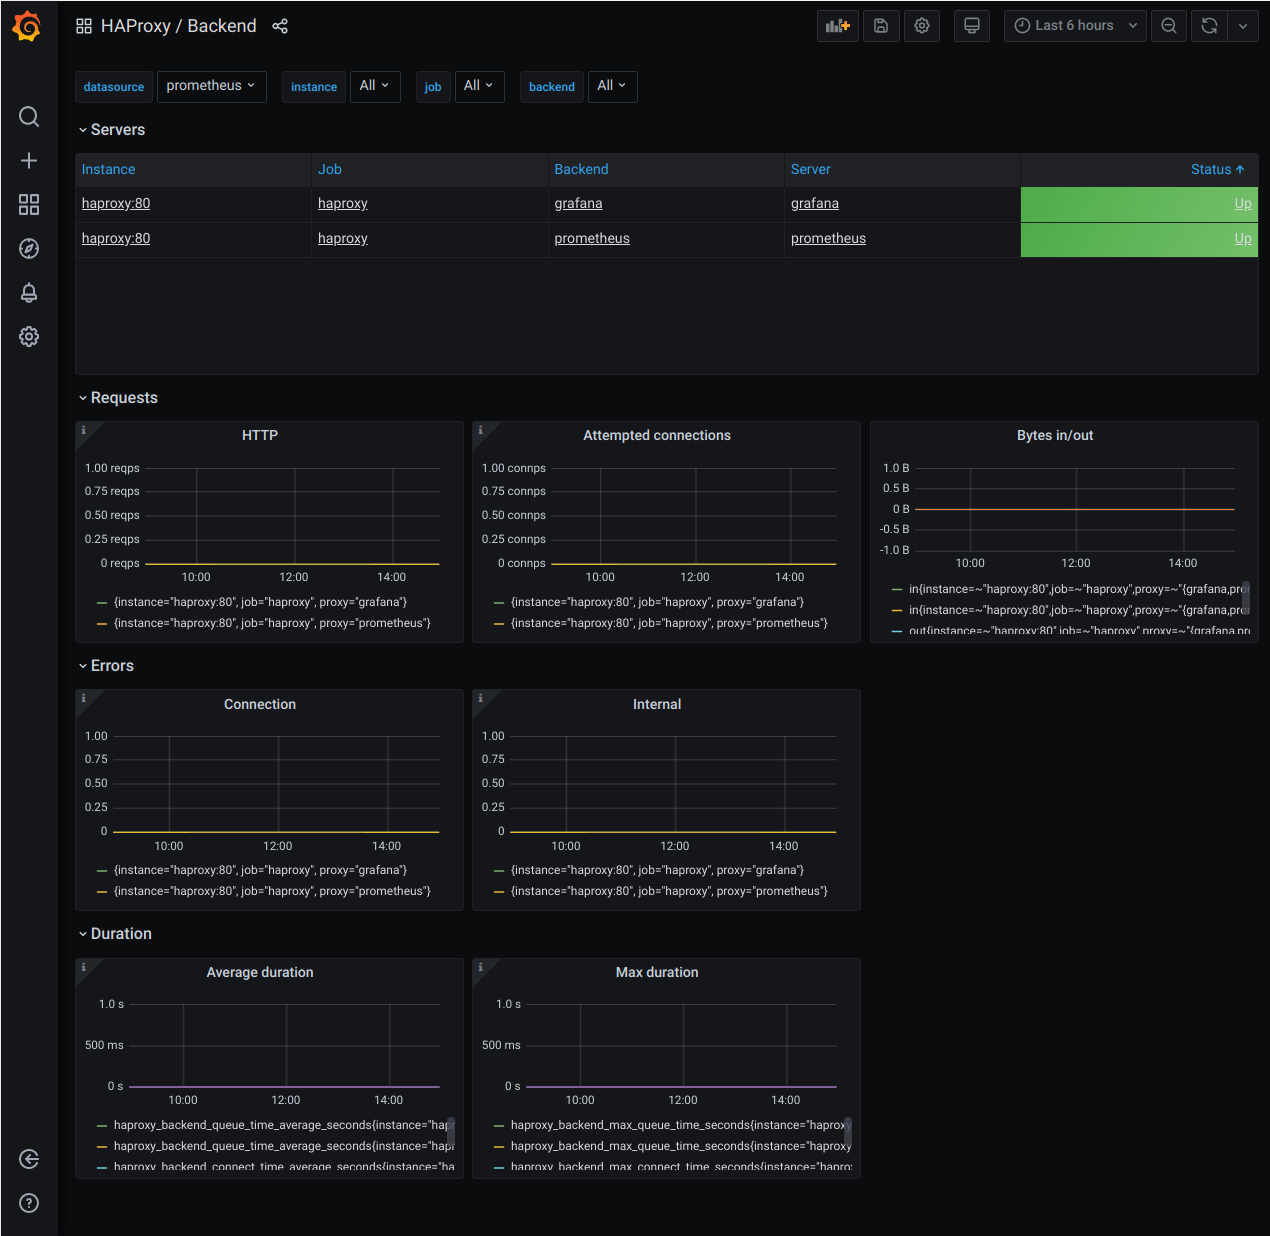 HAProxy / Backend
Last 6 hours
datasource prometheus instance All job All backend All
Servers
Instance Job Backend Server Status
haproxy:80 haproxy grafana grafana Up
haproxy:80 haproxy prometheus prometheus Up
Requests
HTTP
1.00 reqps
0.75 reqps
0.50 reqps
0.25 reqps
0 reqps
10:00 12:00 14:00
{instance="haproxy:80", job="haproxy", proxy="grafana"}
{instance="haproxy:80", job="haproxy", proxy="prometheus"}
Attempted connections
1.00 connps
0.75 connps
0.50 connps
0.25 connps
0 connps
10:00 12:00 14:00
{instance="haproxy:80", job="haproxy", proxy="grafana"}
{instance="haproxy:80", job="haproxy", proxy="prometheus"}
Bytes in/out
1.0 B
0.5 B
0 B
-0.5 B
-1.0 B
10:00 12:00 14:00
in{instance=~"haproxy:80",job=~"haproxy",proxy=~"{grafana,pro
in{instance=~"haproxy:80",job=~"haproxy",proxy=~"{grafana,pro
out{instance=~"haproxy:80",job=~"haproxy",proxy=~"{grafana,pro
Errors
Connection
1.00
0.75
0.50
0.25
0
10:00 12:00 14:00
{instance="haproxy:80", job="haproxy", proxy="grafana"}
{instance="haproxy:80", job="haproxy", proxy="prometheus"}
Internal
1.00
0.75
0.50
0.25
0
10:00 12:00 14:00
{instance="haproxy:80", job="haproxy", proxy="grafana"}
{instance="haproxy:80", job="haproxy", proxy="prometheus"}
Duration
Average duration
1.0 s
500 ms
0 s
10:00 12:00 14:00
haproxy_backend_queue_time_average_seconds{instance="hapr
haproxy_backend_queue_time_average_seconds{instance="hapr
haproxy_backend_connect_time_average_seconds{instance="ha
Max duration
1.0 s
500 ms
0 s
10:00 12:00 14:00
haproxy_backend_max_queue_time_seconds{instance="haproxy
haproxy_backend_max_queue_time_seconds{instance="haproxy
haproxy_backend_max_connect_time_seconds{instance="haprox